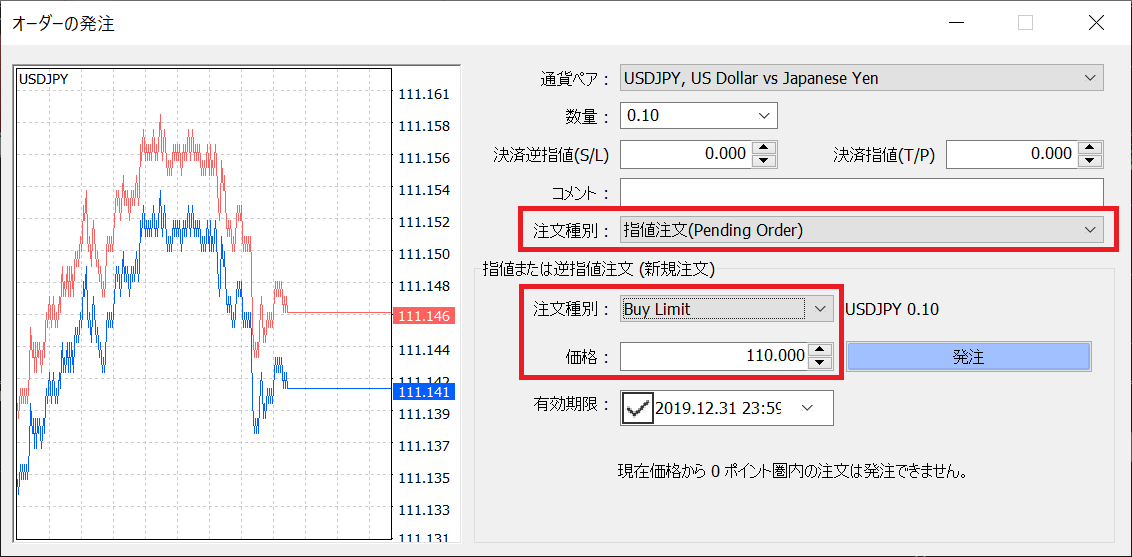 オーダーの発注
USDJPY
111.161
111.158
111.156
111.154
111.152
111.150
111.148
111.146
111.144
111.142
111.141
111.139
111.137
111.135
111.133
111.131
通貨ペア： USDJPY, US Dollar vs Japanese Yen
数量： 0.10
決済逆指値(S/L) 0.000 決済指値(T/P) 0.000
コメント：
注文種別： 指値注文(Pending Order)
指値または逆指値注文 (新規注文)
注文種別： Buy Limit USDJPY 0.10
価格： 110.000 発注
有効期限： 2019.12.31 23:59
現在価格から 0 ポイント圏内の注文は発注できません。